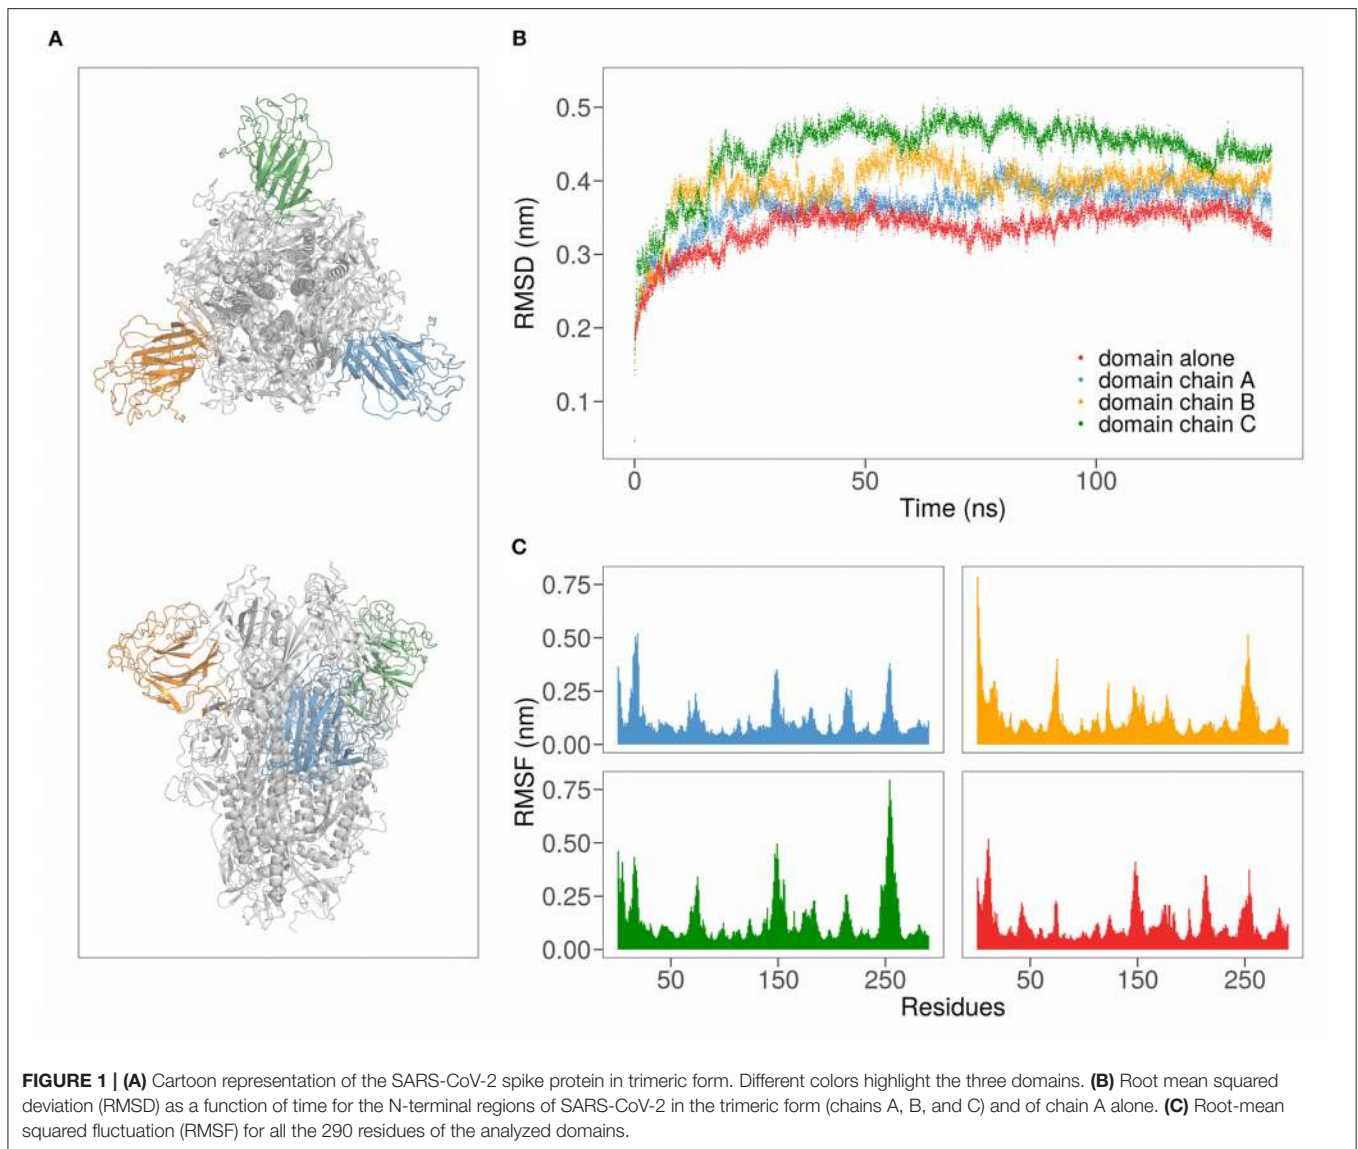 A
B
0.5
0.4
0.3
0.2
0.1
RMSD (nm)
domain alone
domain chain A
domain chain B
domain chain C
0
50
100
Time (ns)
C
0.75
0.50
0.25
0.00
0.75
0.50
0.25
0.00
RMSF (nm)
50
150
250
50
150
250
Residues
FIGURE 1 | (A) Cartoon representation of the SARS-CoV-2 spike protein in trimeric form. Different colors highlight the three domains. (B) Root mean squared
deviation (RMSD) as a function of time for the N-terminal regions of SARS-CoV-2 in the trimeric form (chains A, B, and C) and of chain A alone. (C) Root-mean
squared fluctuation (RMSF) for all the 290 residues of the analyzed domains.